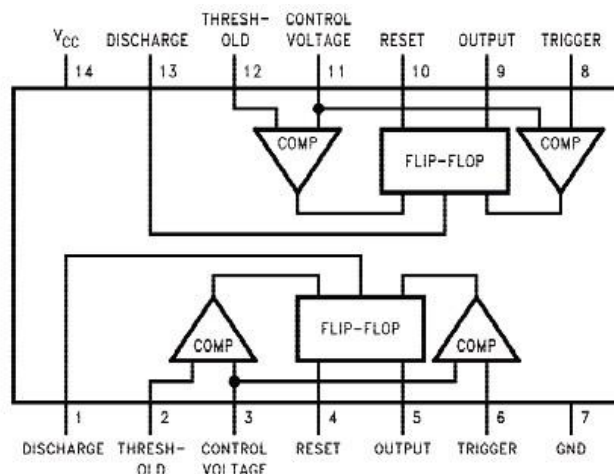 VCC DISCHARGE THRESH-OLD CONTROL VOLTAGE RESET OUTPUT TRIGGER
14 13 12 11 10 9 8
COMP FLIP-FLOP COMP
COMP FLIP-FLOP COMP
1 2 3 4 5 6 7
DISCHARGE THRESH-OLD CONTROL VOLTAGE RESET OUTPUT TRIGGER GND